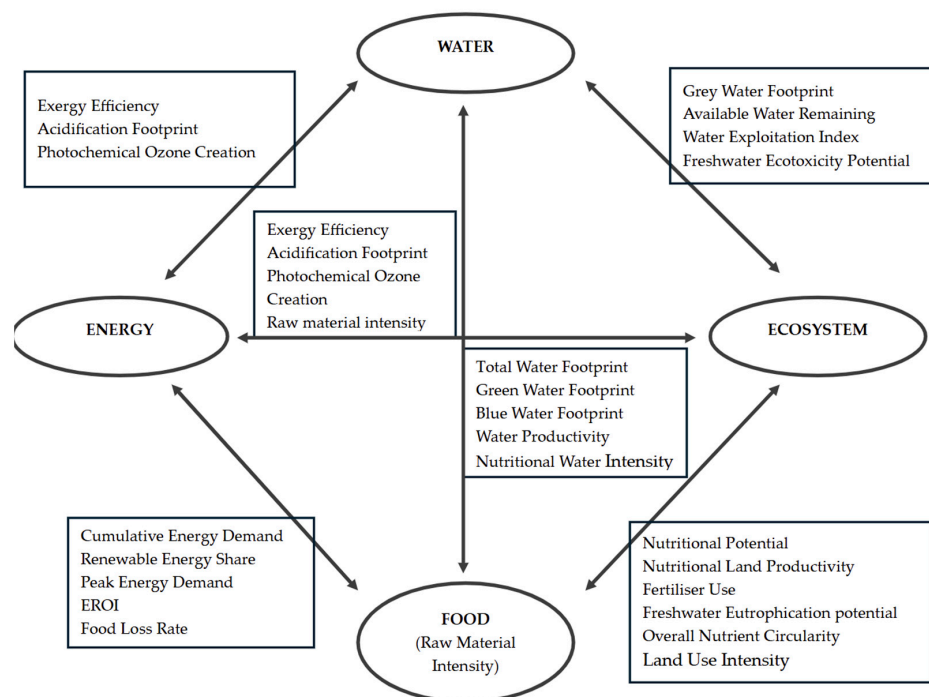 WATER
Exergy Efficiency
Acidification Footprint
Photochemical Ozone Creation
Grey Water Footprint
Available Water Remaining
Water Exploitation Index
Freshwater Ecotoxicity Potential
Exergy Efficiency
Acidification Footprint
Photochemical Ozone
Creation
Raw material intensity
ENERGY
ECOSYSTEM
Total Water Footprint
Green Water Footprint
Blue Water Footprint
Water Productivity
Nutritional Water Intensity
Cumulative Energy Demand
Renewable Energy Share
Peak Energy Demand
EROI
Food Loss Rate
FOOD
(Raw Material
Intensity)
Nutritional Potential
Nutritional Land Productivity
Fertiliser Use
Freshwater Eutrophication potential
Overall Nutrient Circularity
Land Use Intensity